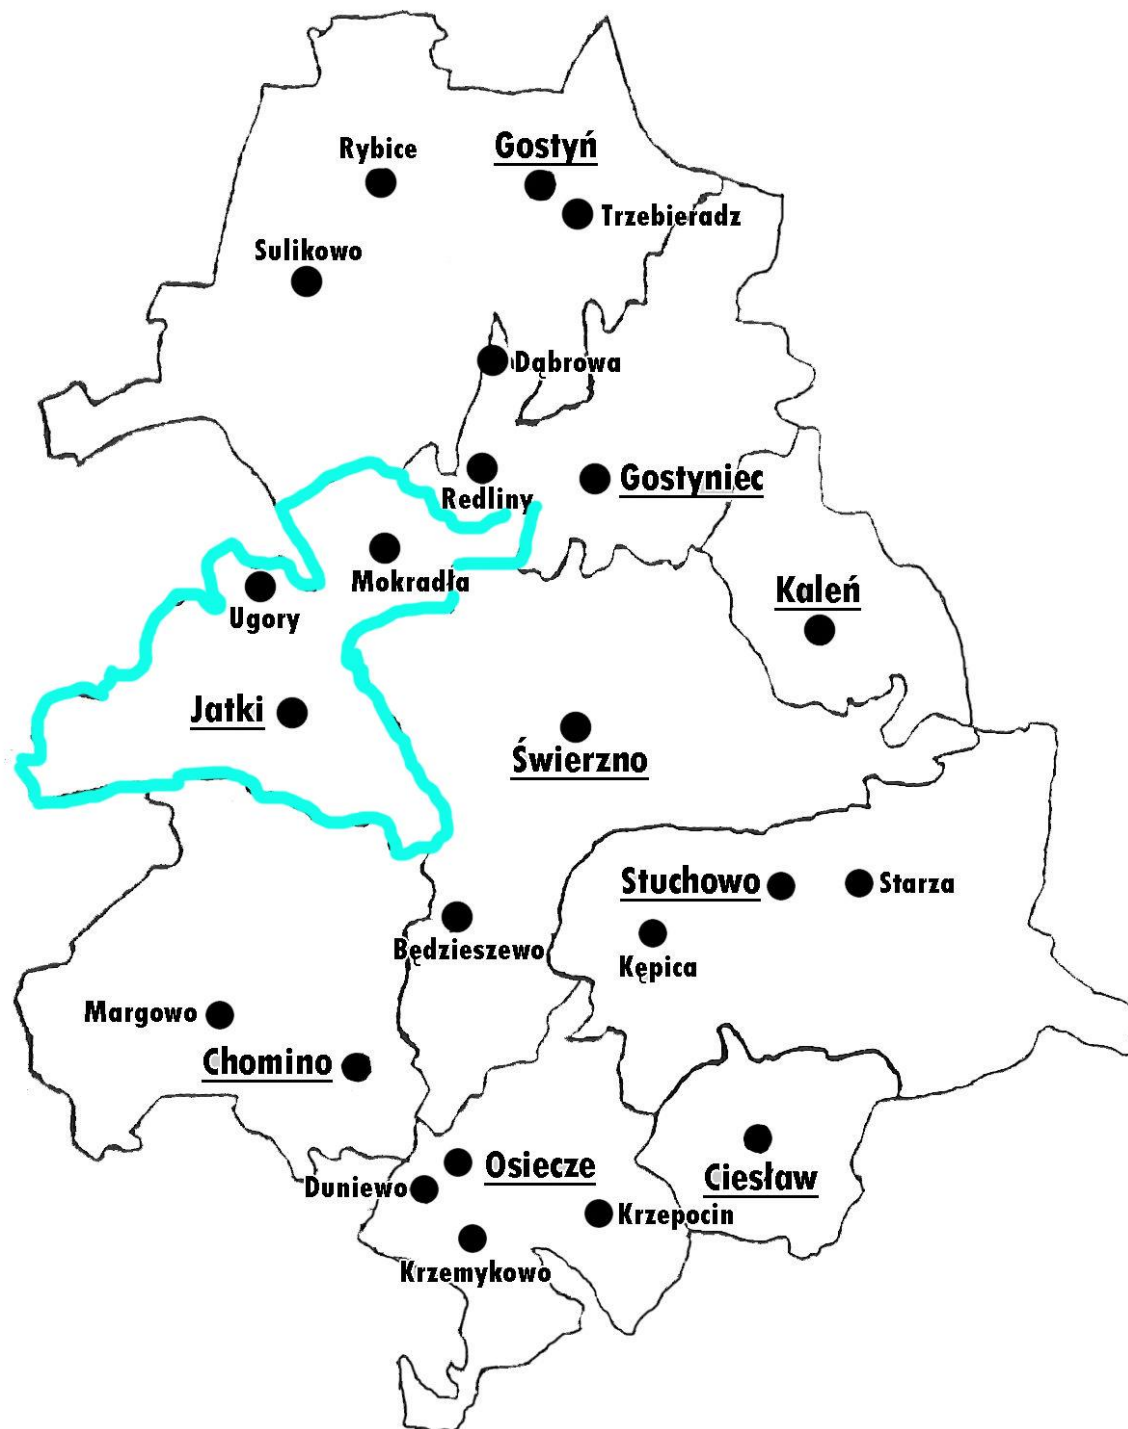 Rybice
Gostyń
Trzebieradz
Sulikowo
Dąbrowa
Redliny
Gostyniec
Mokradła
Kaleń
Ugory
Jatki
Świerzno
Stuchowo
Starza
Będzieszewo
Kępica
Margowo
Chomino
Osiecze
Ciesław
Duniewo
Krzepocin
Krzemykowo